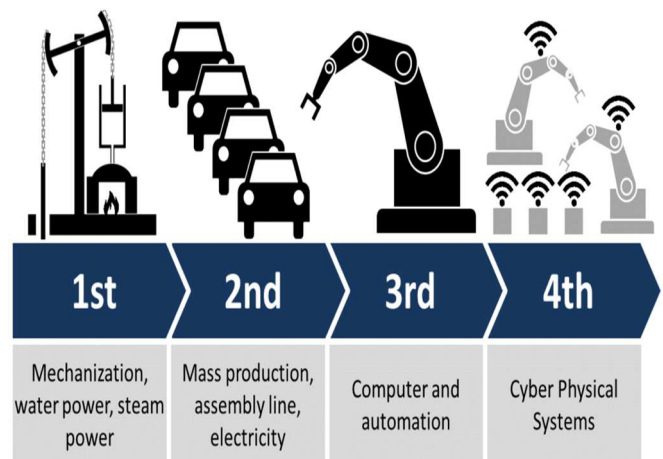 1st
2nd
3rd
4th
Mechanization,
water power, steam
power
Mass production,
assembly line,
electricity
Computer and
automation
Cyber Physical
Systems